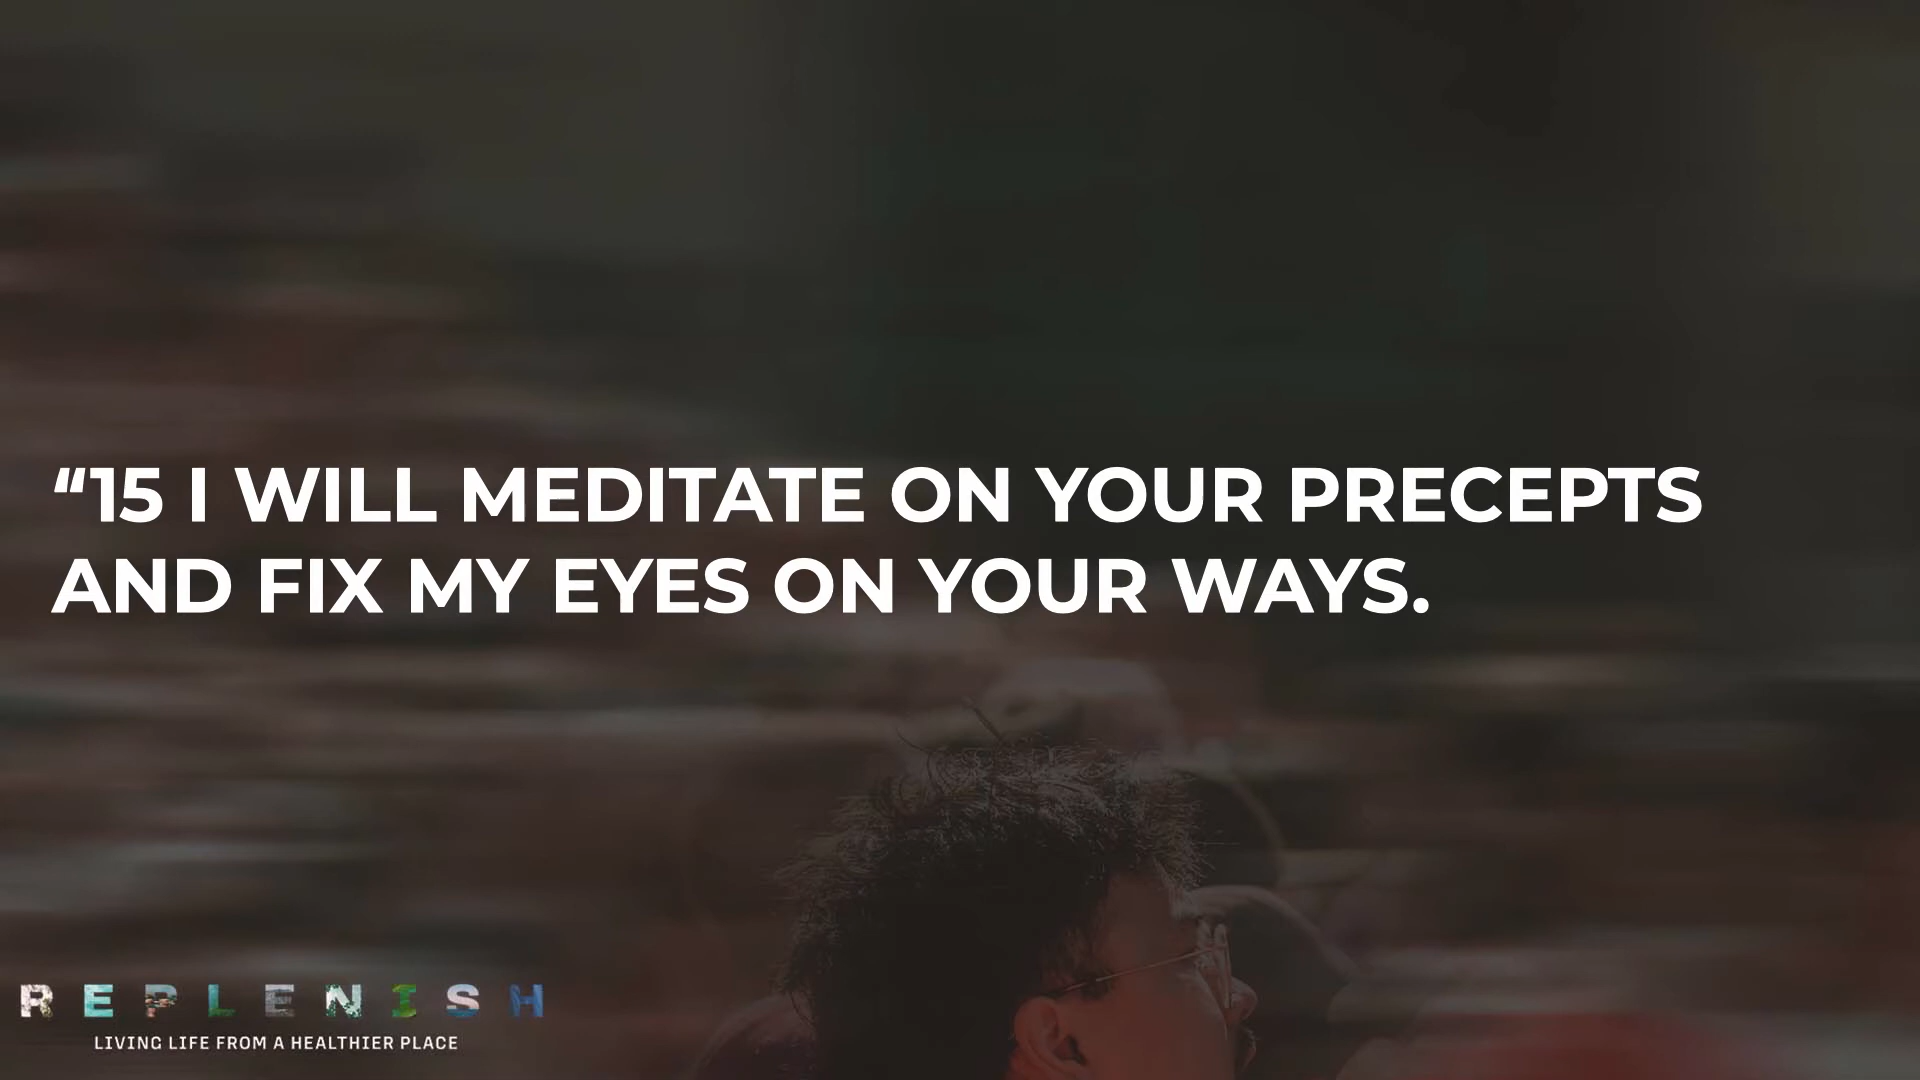 “15 I WILL MEDITATE ON YOUR PRECEPTS
AND FIX MY EYES ON YOUR WAYS.
REPLENISH
LIVING LIFE FROM A HEALTHIER PLACE